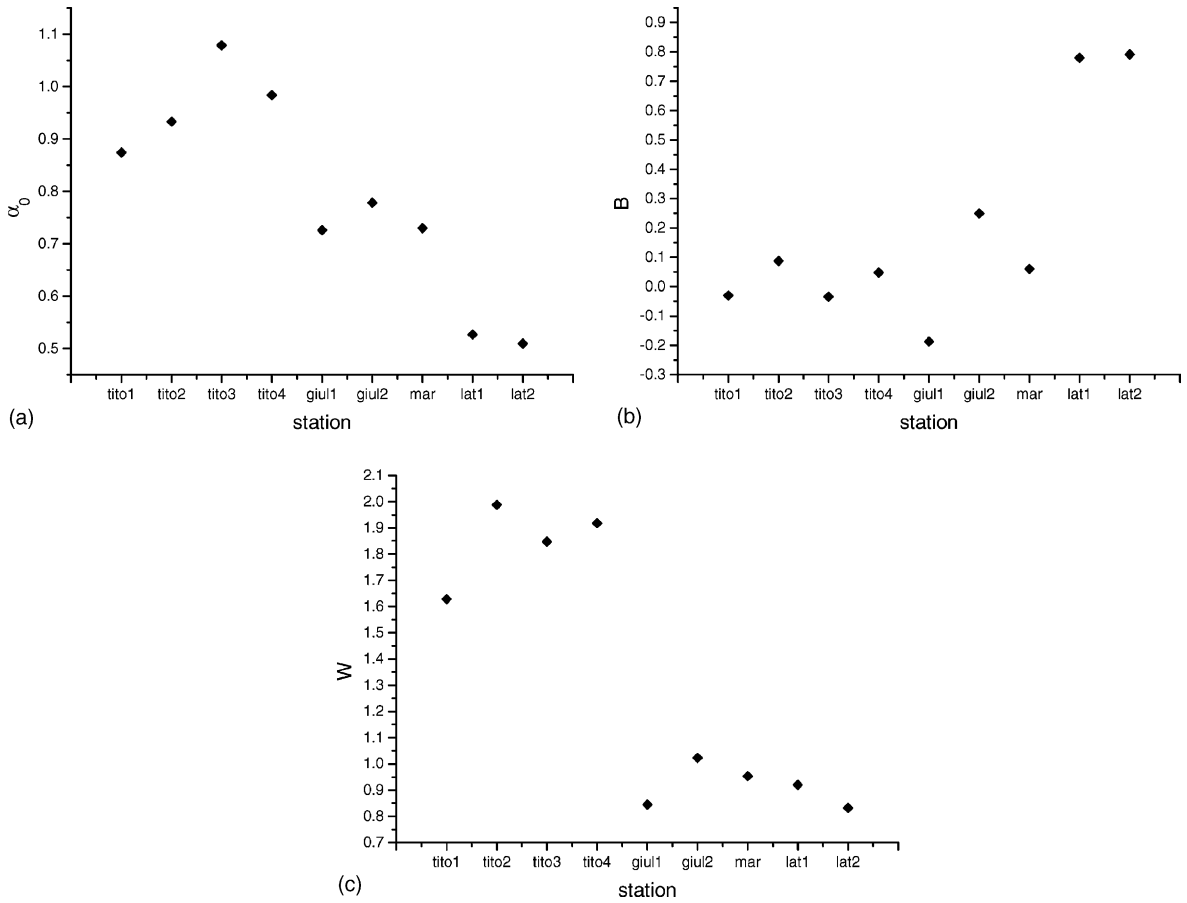 1.1
1.0
0.9
0.8
0.7
0.6
0.5
α0
tito1 tito2 tito3 tito4 giul1 giul2 mar lat1 lat2
station
(a)
0.9
0.8
0.7
0.6
0.5
0.4
0.3
0.2
0.1
0.0
-0.1
-0.2
-0.3
B
tito1 tito2 tito3 tito4 giul1 giul2 mar lat1 lat2
station
(b)
2.1
2.0
1.9
1.8
1.7
1.6
1.5
1.4
1.3
1.2
1.1
1.0
0.9
0.8
0.7
W
tito1 tito2 tito3 tito4 giul1 giul2 mar lat1 lat2
station
(c)